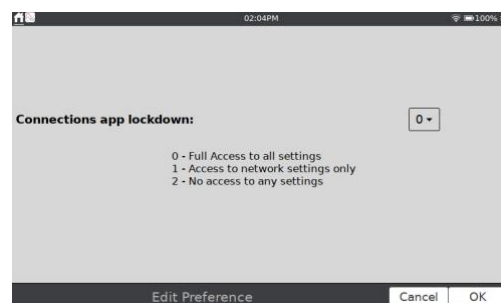 02:04PM
100%
Connections app lockdown:
0
0 - Full Access to all settings
1 - Access to network settings only
2 - No access to any settings
Edit Preference
Cancel
OK